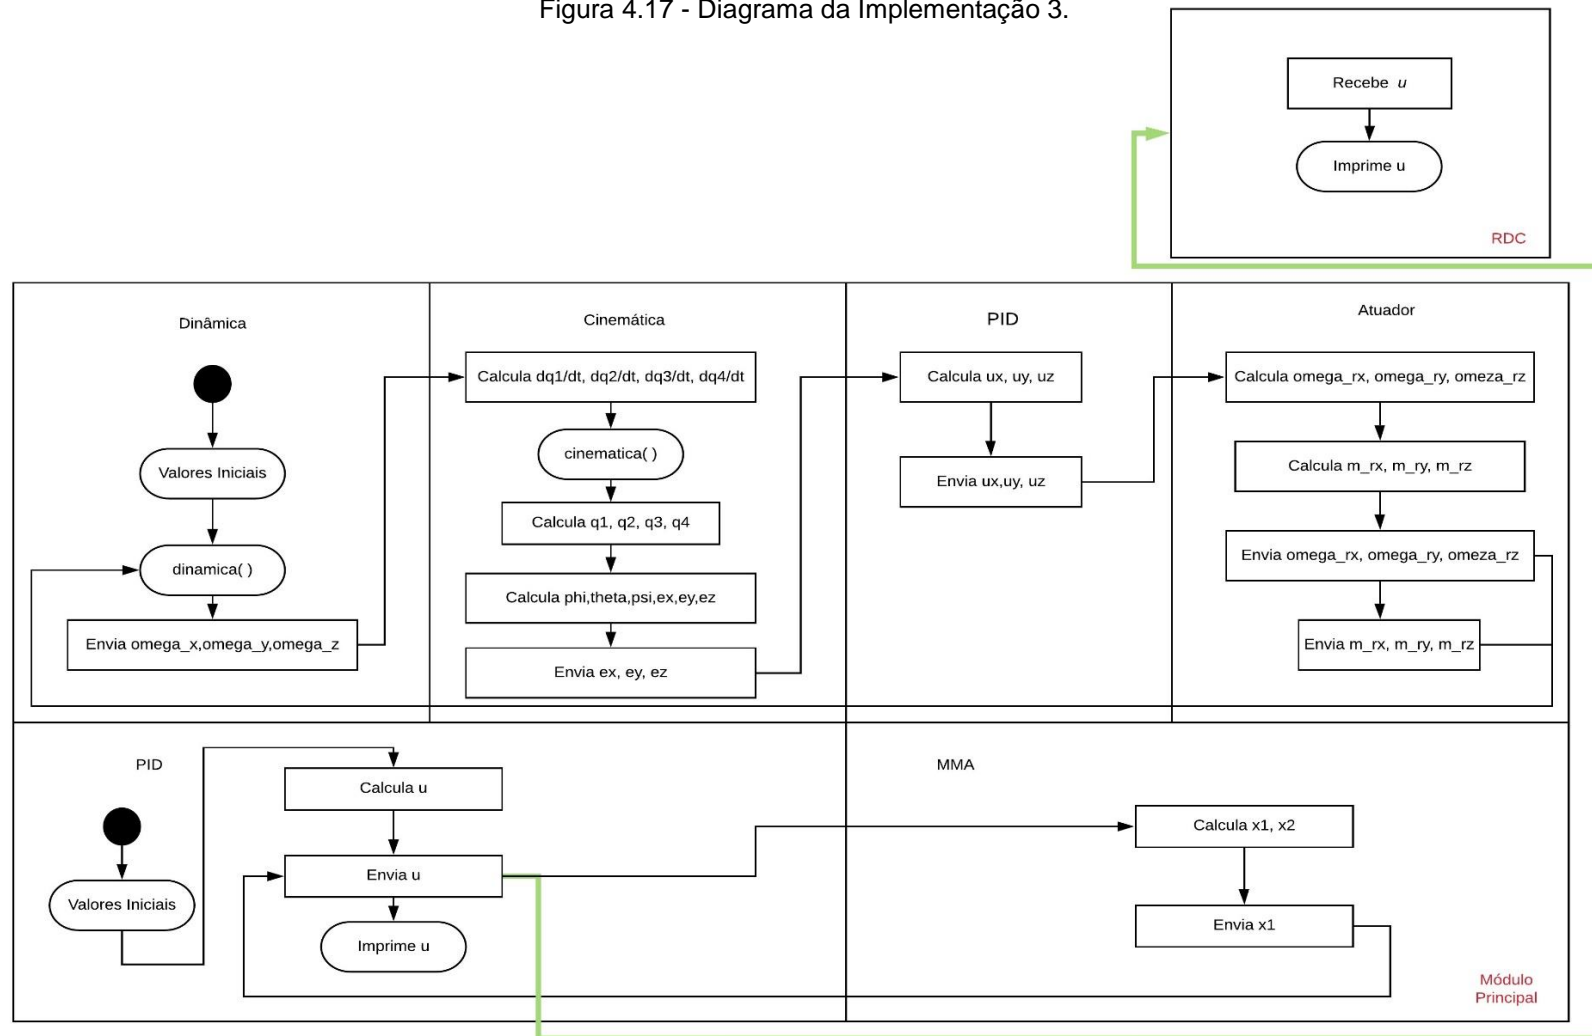 Figura 4.17 - Diagrama da Implementação 3.
Recebe u
Imprime u
RDC
Dinâmica
Valores Iniciais
dinamica( )
Envia omega_x,omega_y,omega_z
Cinemática
Calcula dq1/dt, dq2/dt, dq3/dt, dq4/dt
cinematica( )
Calcula q1, q2, q3, q4
Calcula phi,theta,psi,ex,ey,ez
Envia ex, ey, ez
PID
Calcula ux, uy, uz
Envia ux,uy, uz
Atuador
Calcula omega_rx, omega_ry, omeza_rz
Calcula m_rx, m_ry, m_rz
Envia omega_rx, omega_ry, omeza_rz
Envia m_rx, m_ry, m_rz
PID
Valores Iniciais
Calcula u
Envia u
Imprime u
MMA
Calcula x1, x2
Envia x1
Módulo
Principal